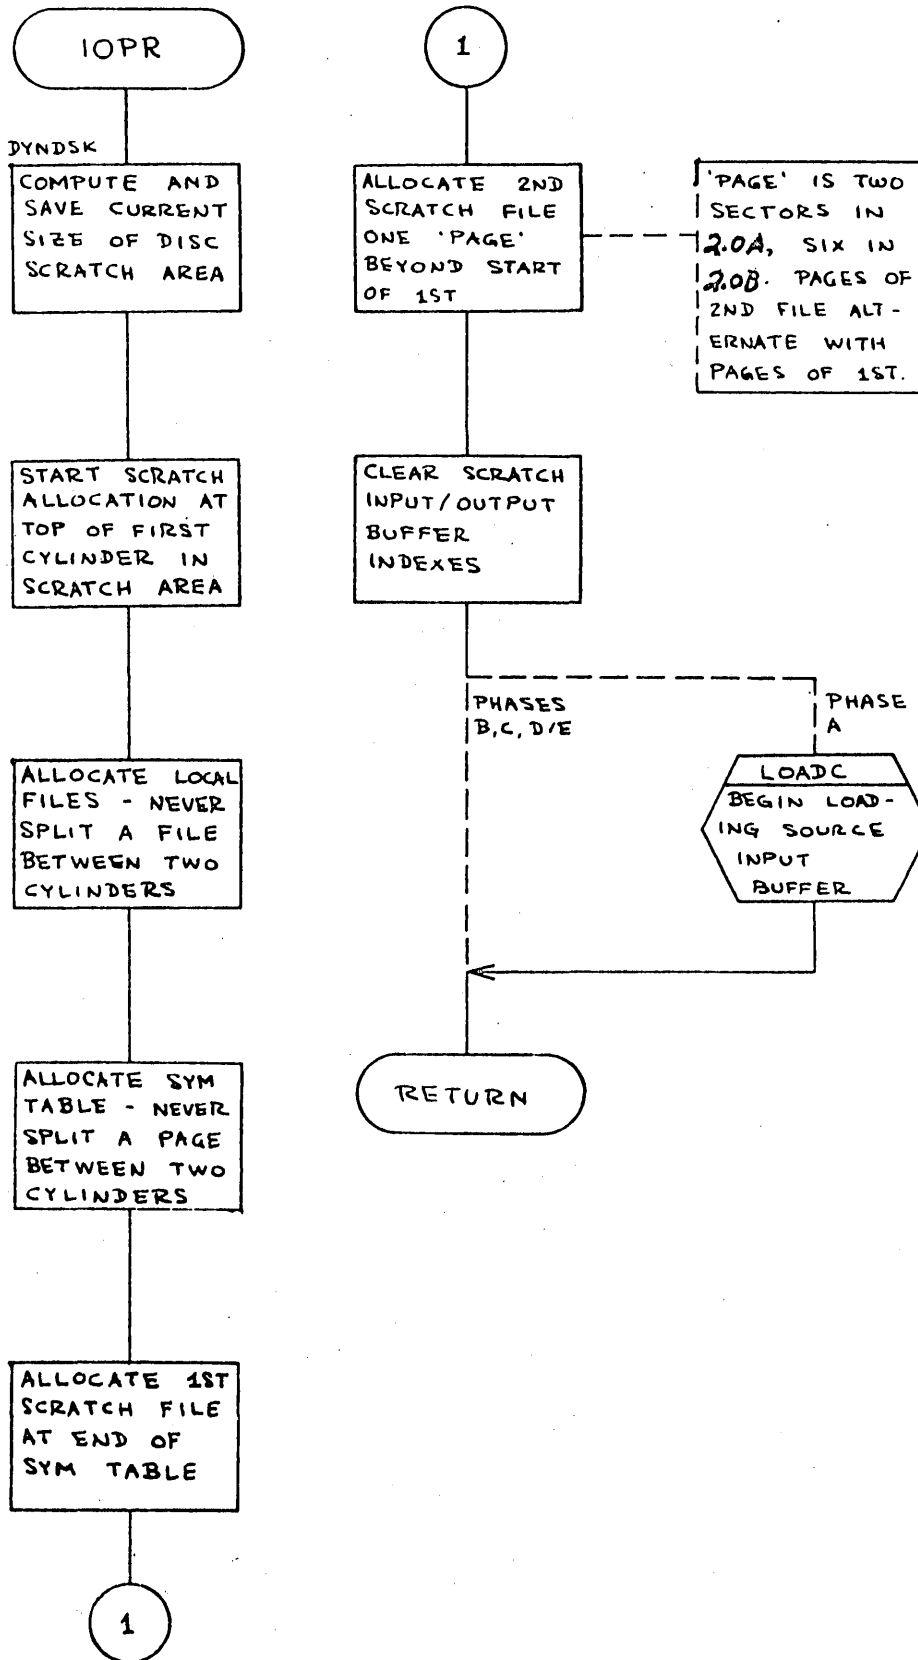 IOPR
DYNDSK
COMPUTE AND
SAVE CURRENT
SIZE OF DISC
SCRATCH AREA
START SCRATCH
ALLOCATION AT
TOP OF FIRST
CYLINDER IN
SCRATCH AREA
ALLOCATE LOCAL
FILES - NEVER
SPLIT A FILE
BETWEEN TWO
CYLINDERS
ALLOCATE SYM
TABLE - NEVER
SPLIT A PAGE
BETWEEN TWO
CYLINDERS
ALLOCATE 1ST
SCRATCH FILE
AT END OF
SYM TABLE
1
1
ALLOCATE 2ND
SCRATCH FILE
ONE 'PAGE'
BEYOND START
OF 1ST
'PAGE' IS TWO
SECTORS IN
2.0A, SIX IN
2.0B. PAGES OF
2ND FILE ALT-
ERNATE WITH
PAGES OF 1ST.
CLEAR SCRATCH
INPUT/OUTPUT
BUFFER
INDEXES
PHASES
B,C,D/E
PHASE
A
LOADC
BEGIN LOAD-
ING SOURCE
INPUT
BUFFER
RETURN